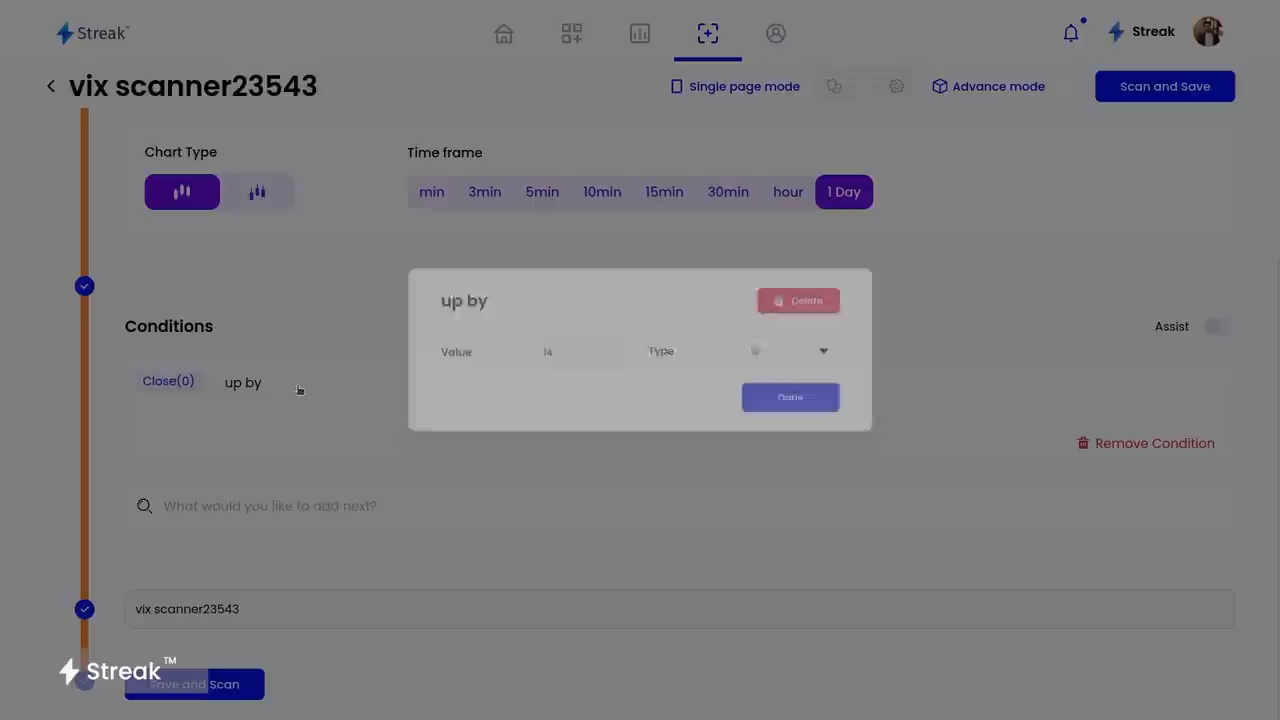 Streak™
Streak
vix scanner23543
Single page mode
Advance mode
Scan and Save
Chart Type
Time frame
min 3min 5min 10min 15min 30min hour 1 Day
up by
Delete
Value 14 Type
Done
Conditions
Assist
Close(0) up by
Remove Condition
What would you like to add next?
vix scanner23543
Streak™
Save and Scan